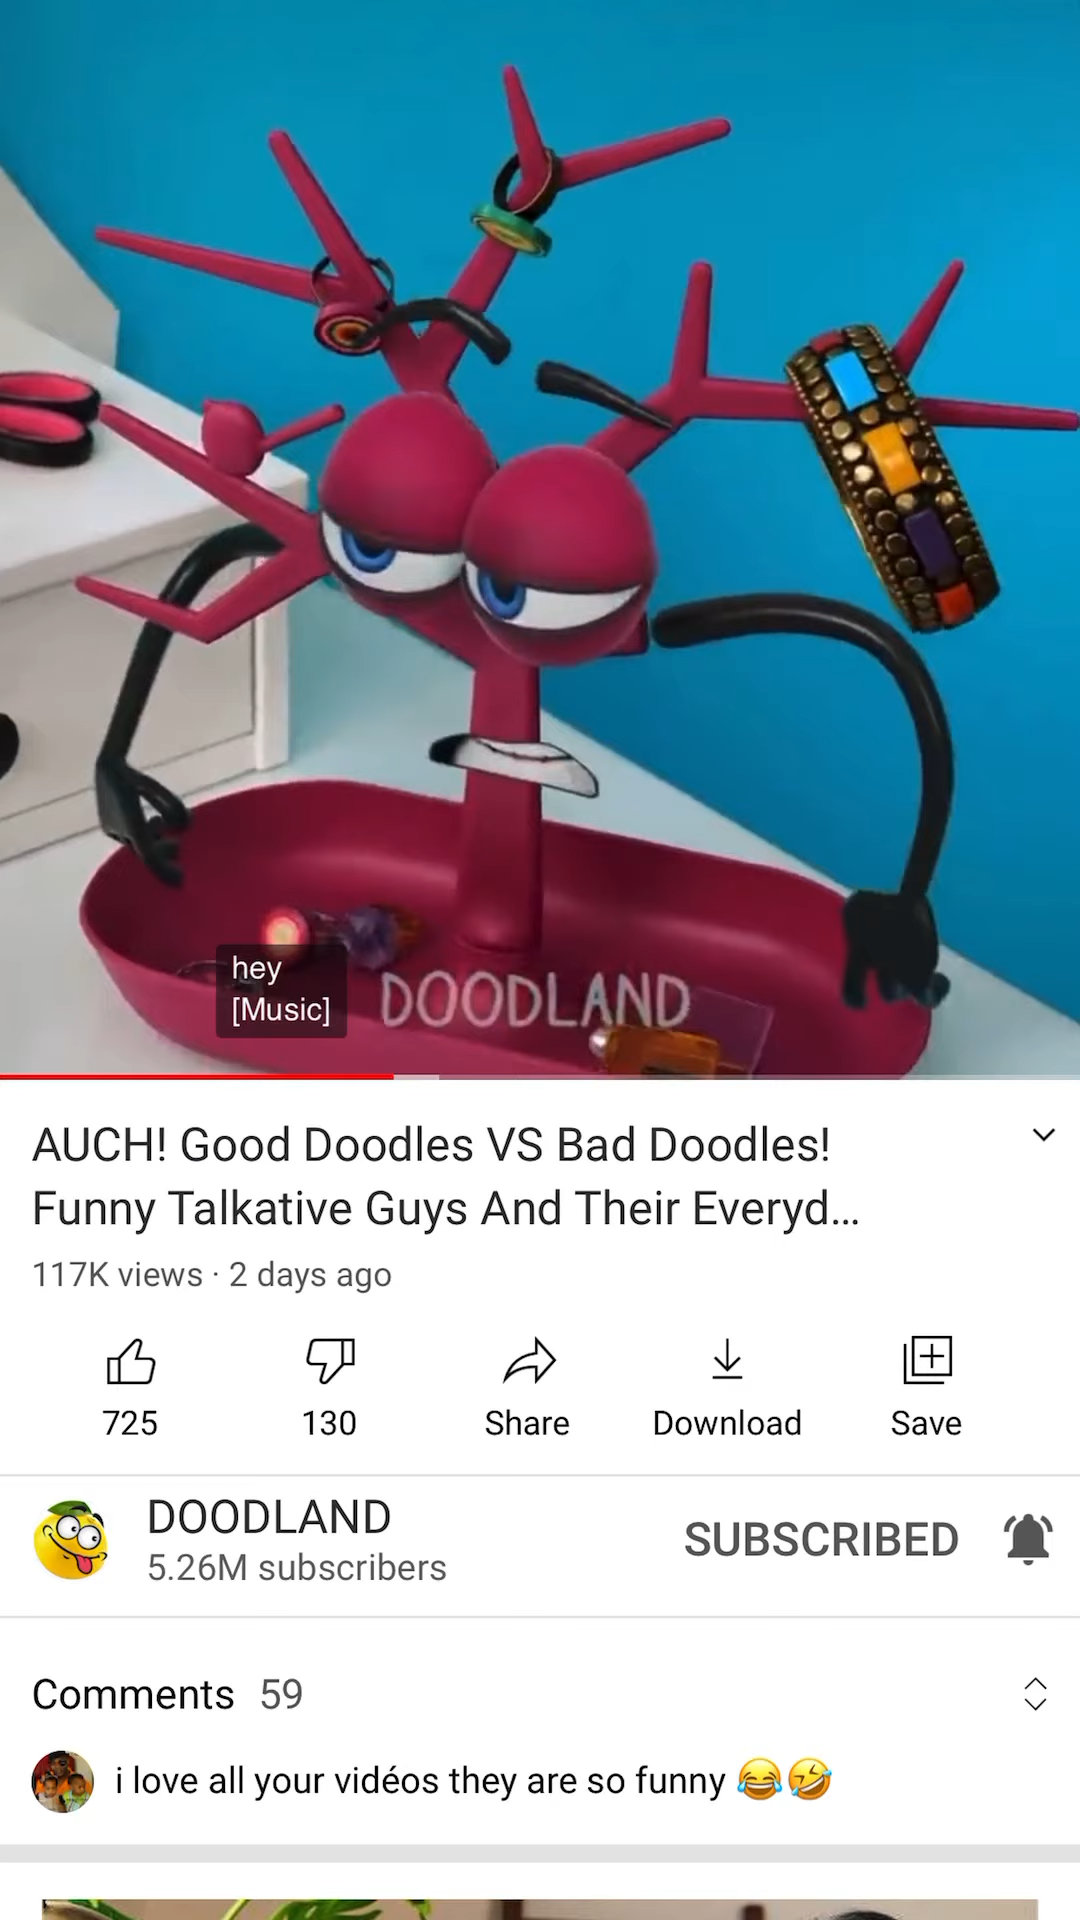 hey
[Music]
DOODLAND
AUCH! Good Doodles VS Bad Doodles!
Funny Talkative Guys And Their Everyd...
117K views · 2 days ago
725
130
Share
Download
Save
DOODLAND
5.26M subscribers
SUBSCRIBED
Comments 59
i love all your vidéos they are so funny 😂🤣